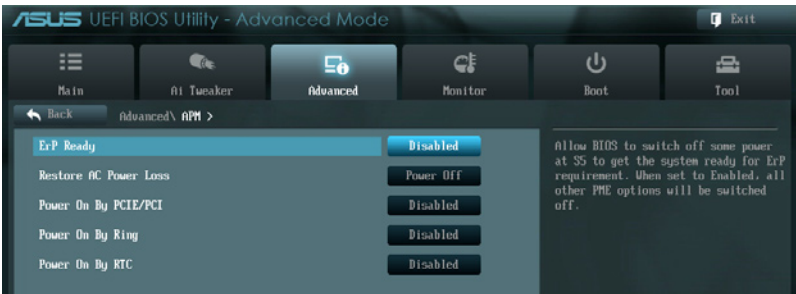 ASUS UEFI BIOS Utility - Advanced Mode
Exit
Main
Ai Tweaker
Advanced
Monitor
Boot
Tool
Back
Advanced\ APM >
ErP Ready
Disabled
Restore AC Power Loss
Power Off
Power On By PCIE/PCI
Disabled
Power On By Ring
Disabled
Power On By RTC
Disabled
Allow BIOS to switch off some power
at S5 to get the system ready for ErP
requirement. When set to Enabled, all
other PME options will be switched
off.